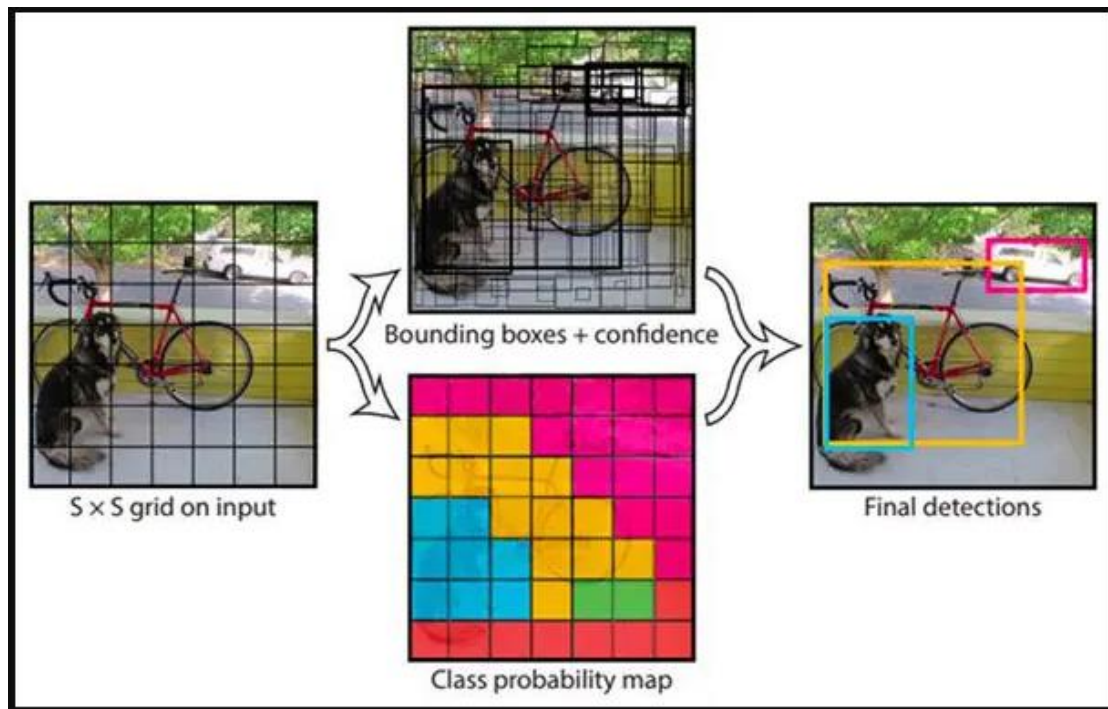 Bounding boxes + confidence
S × S grid on input
Final detections
Class probability map